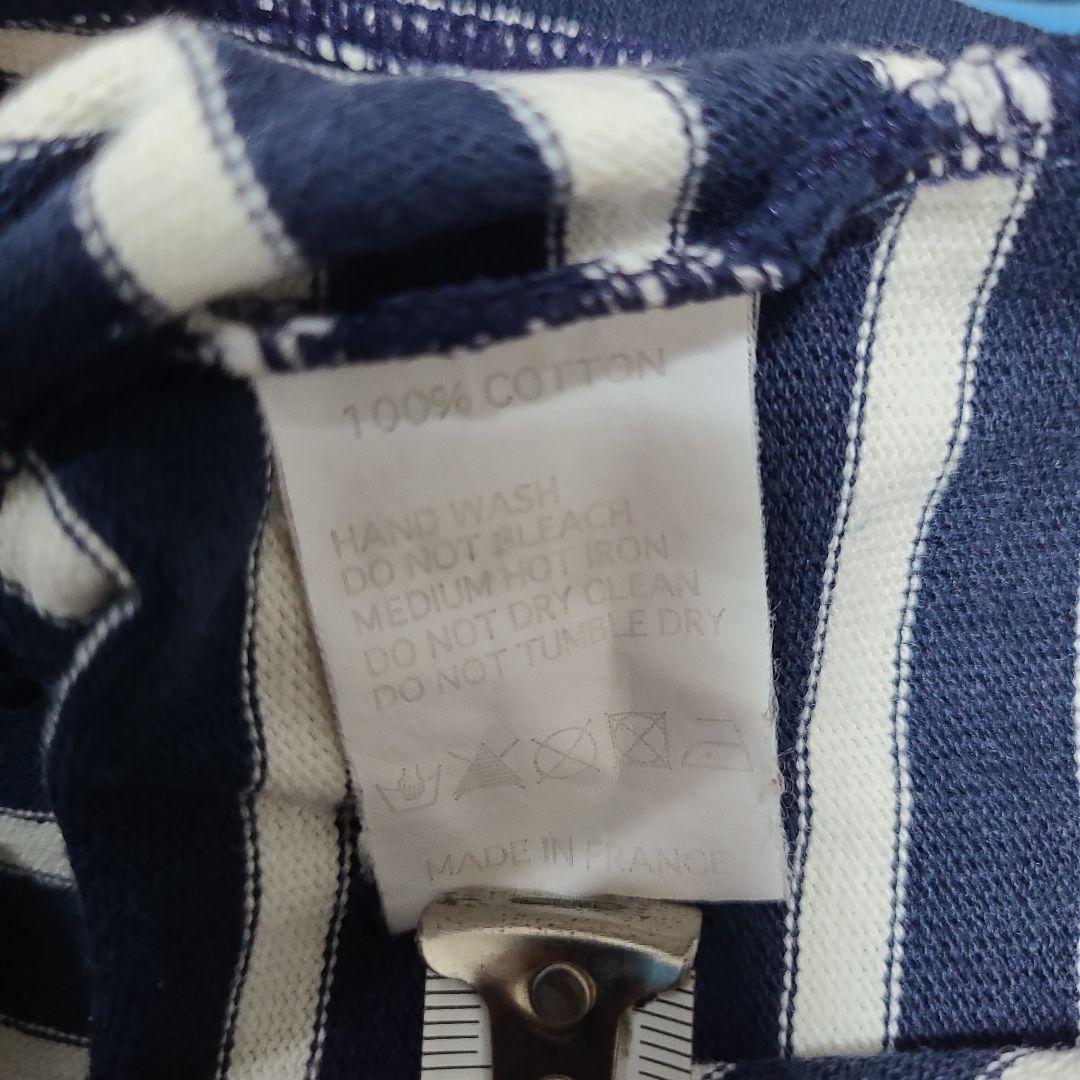 100% COTTON
HAND WASH
DO NOT BLEACH
MEDIUM HOT IRON
DO NOT DRY CLEAN
DO NOT TUMBLE DRY
MADE IN FRANCE